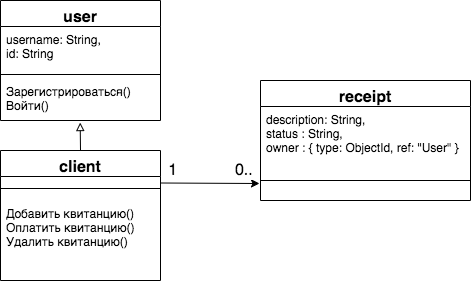 user
username: String,
id: String
Зарегистрироваться()
Войти()
client
Добавить квитанцию()
Оплатить квитанцию()
Удалить квитанцию()
1
0..
receipt
description: String,
status : String,
owner : { type: ObjectId, ref: "User" }